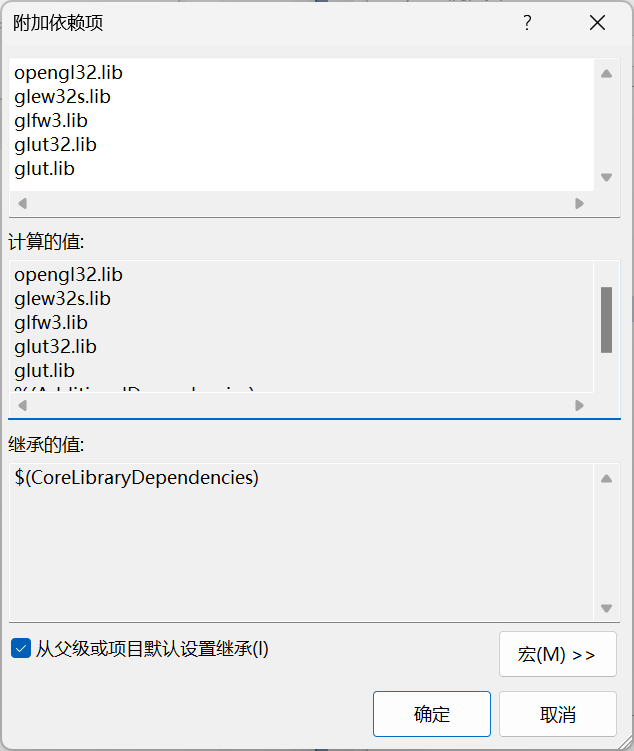 附加依赖项
?
opengl32.lib
glew32s.lib
glfw3.lib
glut32.lib
glut.lib
计算的值:
opengl32.lib
glew32s.lib
glfw3.lib
glut32.lib
glut.lib
%(AdditionalDependencies)
继承的值:
$(CoreLibraryDependencies)
从父级或项目默认设置继承(I)
宏(M) >>
确定
取消